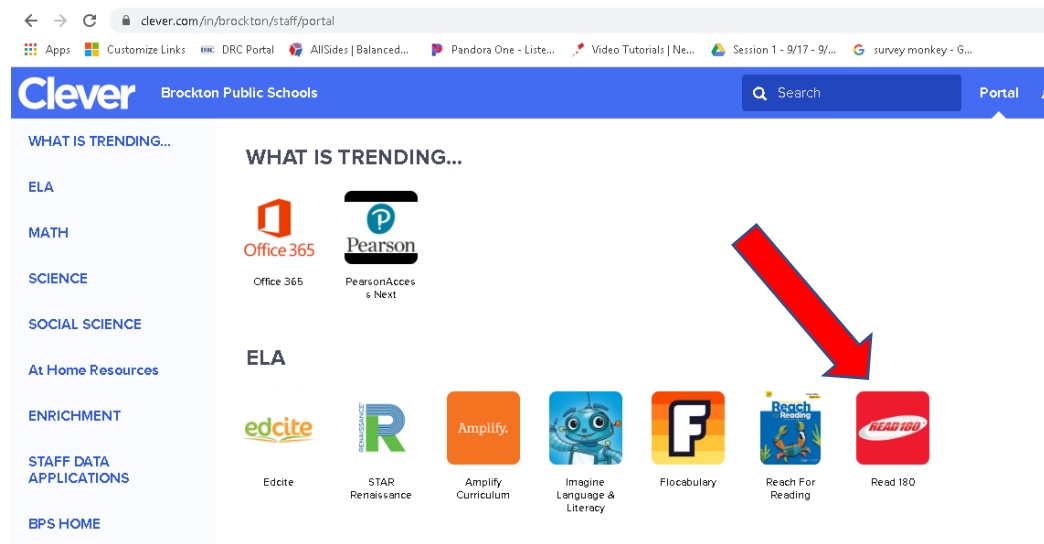 clever.com/in/brockton/staff/portal
Apps Customize Links DRC Portal AllSides | Balanced... Pandora One - Liste... Video Tutorials | Ne... Session 1 - 9/17 - 9/... survey monkey - G...
Clever Brockton Public Schools Search Portal
WHAT IS TRENDING...
ELA
MATH
SCIENCE
SOCIAL SCIENCE
At Home Resources
ENRICHMENT
STAFF DATA
APPLICATIONS
BPS HOME
WHAT IS TRENDING...
Office 365
Pearson
Office 365
PearsonAcces
s Next
ELA
edcite
RENAISSANCE
R
Amplify.
F
Reach
Reading
READ 180
Edcite
STAR
Renaissance
Amplify
Curriculum
Imagine
Language &
Literacy
Flocabulary
Reach For
Reading
Read 180